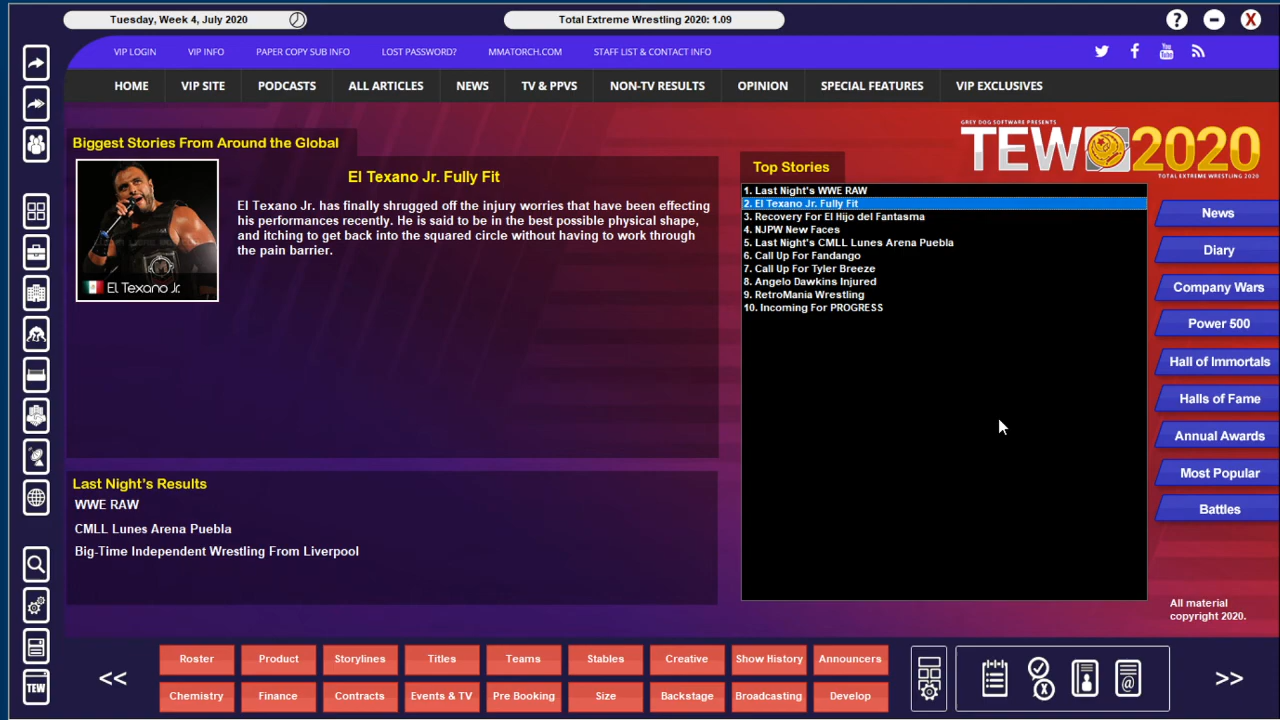 Tuesday, Week 4, July 2020
Total Extreme Wrestling 2020: 1.09
? X
VIP LOGIN VIP INFO PAPER COPY SUB INFO LOST PASSWORD? MMATORCH.COM STAFF LIST & CONTACT INFO
You Tube
HOME VIP SITE PODCASTS ALL ARTICLES NEWS TV & PPVS NON-TV RESULTS OPINION SPECIAL FEATURES VIP EXCLUSIVES
GREY DOG SOFTWARE PRESENTS
TEW 2020
TOTAL EXTREME WRESTLING 2020
Biggest Stories From Around the Global
El Texano Jr. Fully Fit
El Texano Jr. has finally shrugged off the injury worries that have been effecting
his performances recently. He is said to be in the best possible physical shape,
and itching to get back into the squared circle without having to work through
the pain barrier.
El Texano Jr.
Top Stories
1. Last Night's WWE RAW
2. El Texano Jr. Fully Fit
3. Recovery For El Hijo del Fantasma
4. NJPW New Faces
5. Last Night's CMLL Lunes Arena Puebla
6. Call Up For Fandango
7. Call Up For Tyler Breeze
8. Angelo Dawkins Injured
9. RetroMania Wrestling
10. Incoming For PROGRESS
News
Diary
Company Wars
Power 500
Hall of Immortals
Halls of Fame
Annual Awards
Most Popular
Battles
Last Night's Results
WWE RAW
CMLL Lunes Arena Puebla
Big-Time Independent Wrestling From Liverpool
All material
copyright 2020.
TEW
<<
Roster Product Storylines Titles Teams Stables Creative Show History Announcers
Chemistry Finance Contracts Events & TV Pre Booking Size Backstage Broadcasting Develop
>>